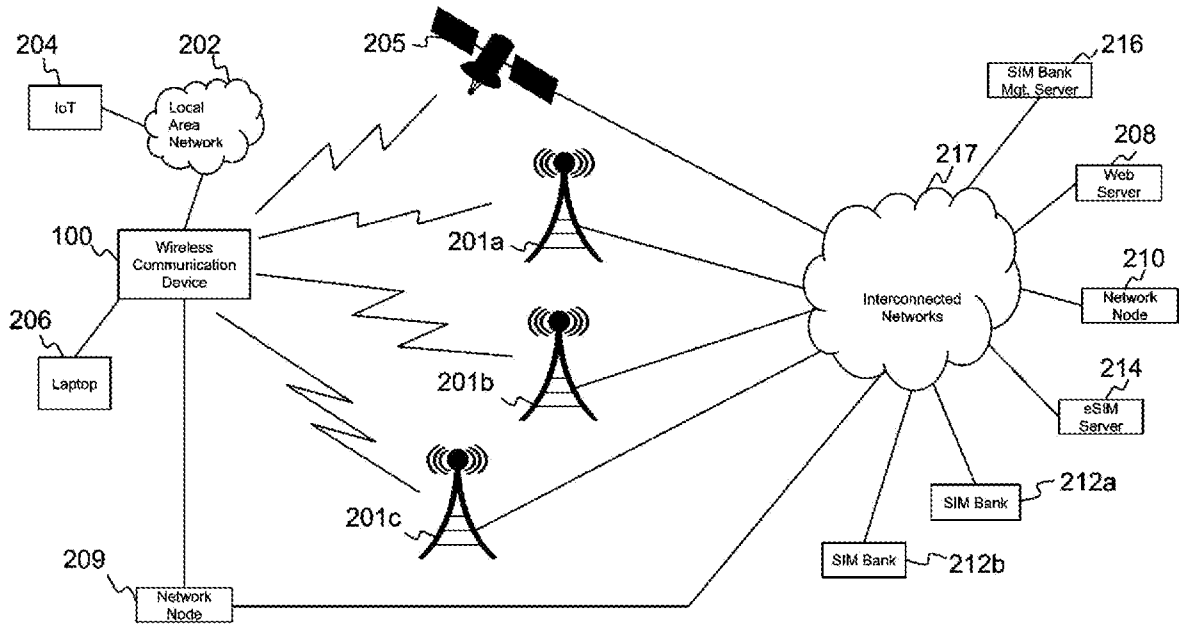 204
202
205
216
IoT
Local
Area
Network
SIM Bank
Mgt. Server
217
208
Web
Server
100
Wireless
Communication
Device
201a
210
Interconnected
Networks
Network
Node
206
Laptop
201b
214
eSIM
Server
201c
SIM Bank
212a
209
SIM Bank
212b
Network
Node